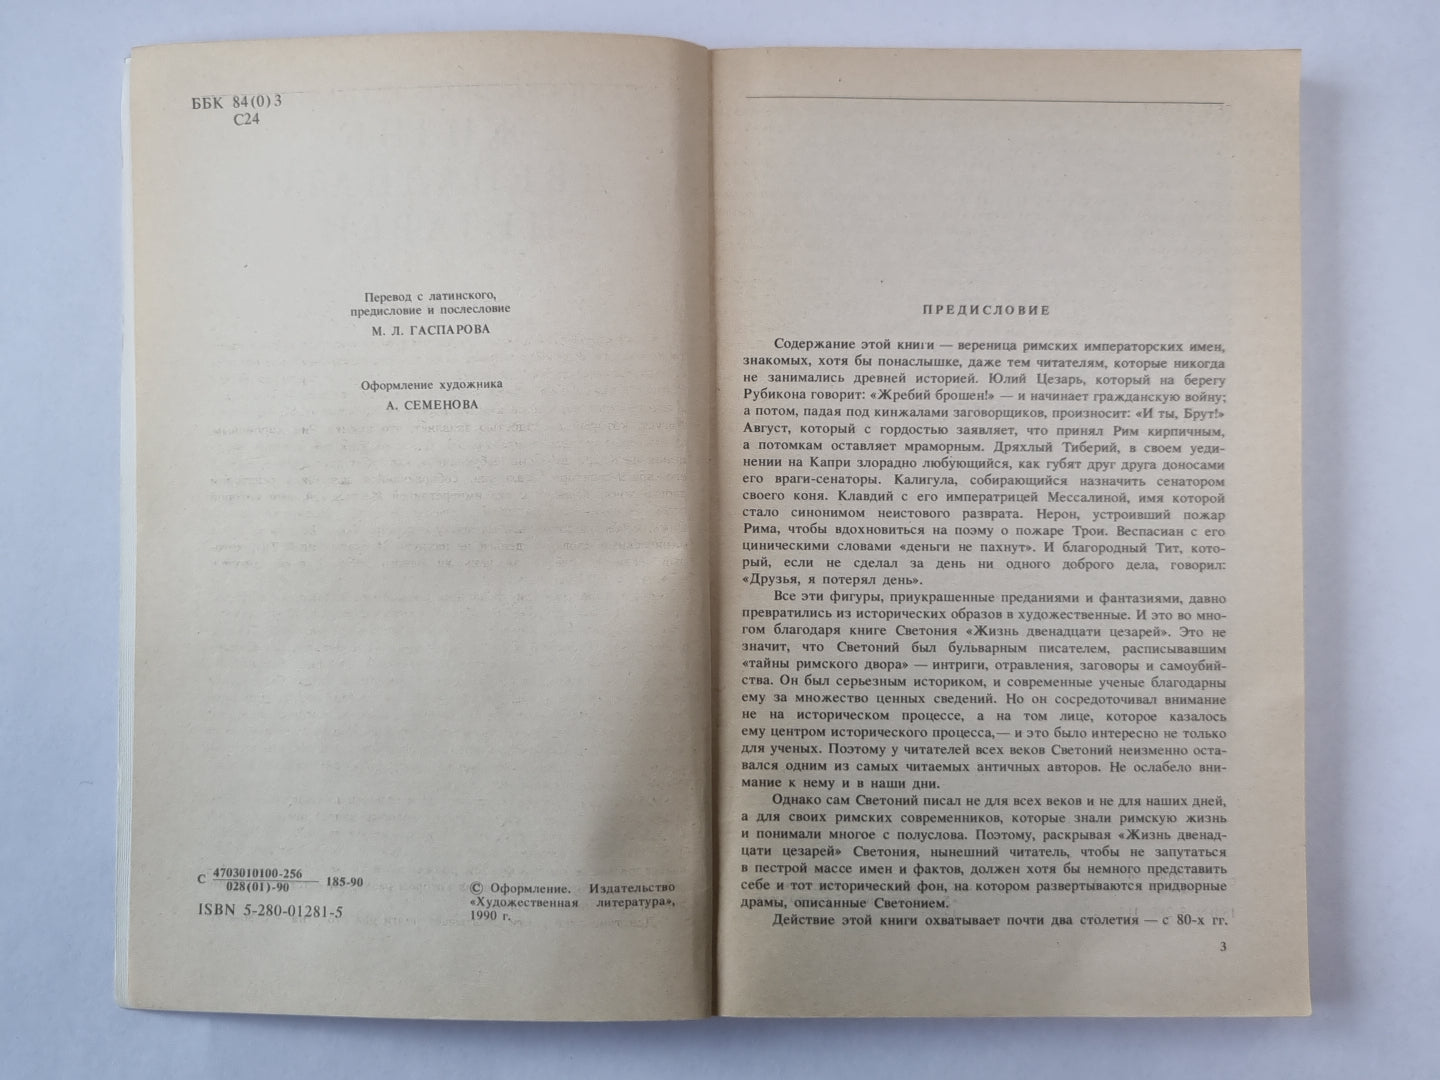 ББК 84(0)3
С24
Перевод с латинского,
предисловие и послесловие
М. Л. ГАСПАРОВА
Оформление художника
А. СЕМЕНОВА
С 4703010100-256
028(01)-90
185-90
ISBN 5-280-01281-5
© Оформление. Издательство
«Художественная литература»,
1990 г.
ПРЕДИСЛОВИЕ
Содержание этой книги — вереница римских императорских имен,
знакомых, хотя бы понаслышке, даже тем читателям, которые никогда
не занимались древней историей. Юлий Цезарь, который на берегу
Рубикона говорит: «Жребий брошен!» — и начинает гражданскую войну;
а потом, падая под кинжалами заговорщиков, произносит: «И ты, Брут!»
Август, который с гордостью заявляет, что принял Рим кирпичным,
а потомкам оставляет мраморным. Дряхлый Тиберий, в своем уеди-
нении на Капри злорадно любующийся, как губят друг друга доносами
его враги-сенаторы. Калигула, собирающийся назначить сенатором
своего коня. Клавдий с его императрицей Мессалиной, имя которой
стало синонимом неистового разврата. Нерон, устроивший пожар
Рима, чтобы вдохновиться на поэму о пожаре Трои. Веспасиан с его
циническими словами «деньги не пахнут». И благородный Тит, кото-
рый, если не сделал за день ни одного доброго дела, говорил:
«Друзья, я потерял день».
Все эти фигуры, приукрашенные преданиями и фантазиями, давно
превратились из исторических образов в художественные. И это во мно-
гом благодаря книге Светония «Жизнь двенадцати цезарей». Это не
значит, что Светоний был бульварным писателем, расписывавшим
«тайны римского двора» — интриги, отравления, заговоры и самоубий-
ства. Он был серьезным историком, и современные ученые благодарны
ему за множество ценных сведений. Но он сосредоточивал внимание
не на историческом процессе, а на том лице, которое казалось
ему центром исторического процесса,— и это было интересно не только
для ученых. Поэтому у читателей всех веков Светоний неизменно оста-
вался одним из самых читаемых античных авторов. Не ослабело вни-
мание к нему и в наши дни.
Однако сам Светоний писал не для всех веков и не для наших дней,
а для своих римских современников, которые знали римскую жизнь
и понимали многое с полуслова. Поэтому, раскрывая «Жизнь двенад-
цати цезарей» Светония, нынешний читатель, чтобы не запутаться
в пестрой массе имен и фактов, должен хотя бы немного представить
себе и тот исторический фон, на котором развертываются придворные
драмы, описанные Светонием.
Действие этой книги охватывает почти два столетия — с 80-х гг.
3